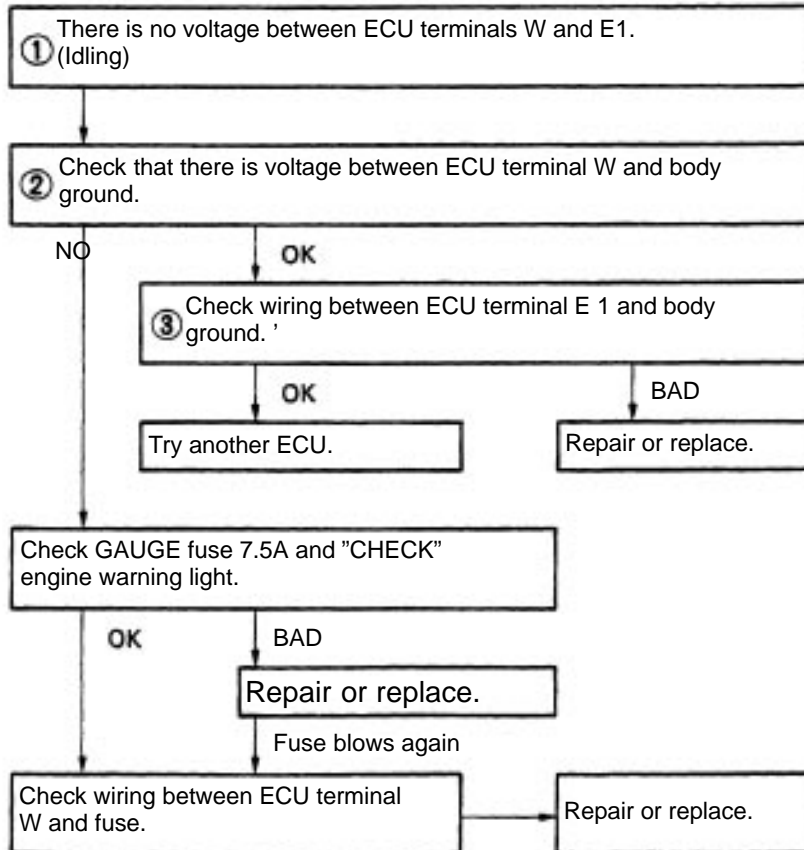 ① There is no voltage between ECU terminals W and E1.
(Idling)
② Check that there is voltage between ECU terminal W and body
ground.
NO
OK
③ Check wiring between ECU terminal E 1 and body
ground. ’
OK
BAD
Try another ECU.
Repair or replace.
Check GAUGE fuse 7.5A and ”CHECK”
engine warning light.
OK
BAD
Repair or replace.
Fuse blows again
Check wiring between ECU terminal
W and fuse.
Repair or replace.